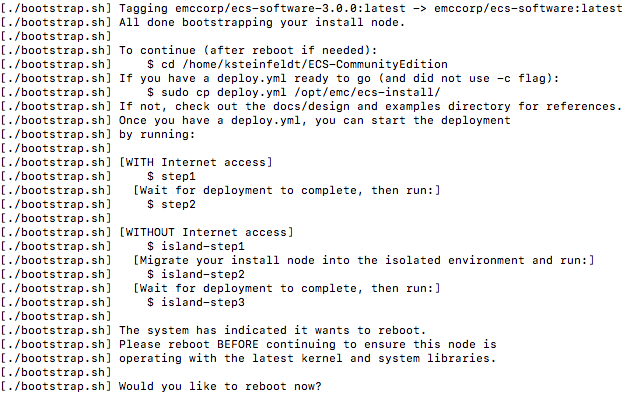 [./bootstrap.sh] Tagging emccorp/ecs-software-3.0.0:latest -> emccorp/ecs-software:latest
[./bootstrap.sh] All done bootstrapping your install node.
[./bootstrap.sh]
[./bootstrap.sh] To continue (after reboot if needed):
[./bootstrap.sh]     $ cd /home/ksteinfeldt/ECS-CommunityEdition
[./bootstrap.sh] If you have a deploy.yml ready to go (and did not use -c flag):
[./bootstrap.sh]     $ sudo cp deploy.yml /opt/emc/ecs-install/
[./bootstrap.sh] If not, check out the docs/design and examples directory for references.
[./bootstrap.sh] Once you have a deploy.yml, you can start the deployment
[./bootstrap.sh] by running:
[./bootstrap.sh]
[./bootstrap.sh] [WITH Internet access]
[./bootstrap.sh]     $ step1
[./bootstrap.sh]   [Wait for deployment to complete, then run:]
[./bootstrap.sh]     $ step2
[./bootstrap.sh]
[./bootstrap.sh] [WITHOUT Internet access]
[./bootstrap.sh]     $ island-step1
[./bootstrap.sh]   [Migrate your install node into the isolated environment and run:]
[./bootstrap.sh]     $ island-step2
[./bootstrap.sh]   [Wait for deployment to complete, then run:]
[./bootstrap.sh]     $ island-step3
[./bootstrap.sh]
[./bootstrap.sh] The system has indicated it wants to reboot.
[./bootstrap.sh] Please reboot BEFORE continuing to ensure this node is
[./bootstrap.sh] operating with the latest kernel and system libraries.
[./bootstrap.sh]
[./bootstrap.sh] Would you like to reboot now?